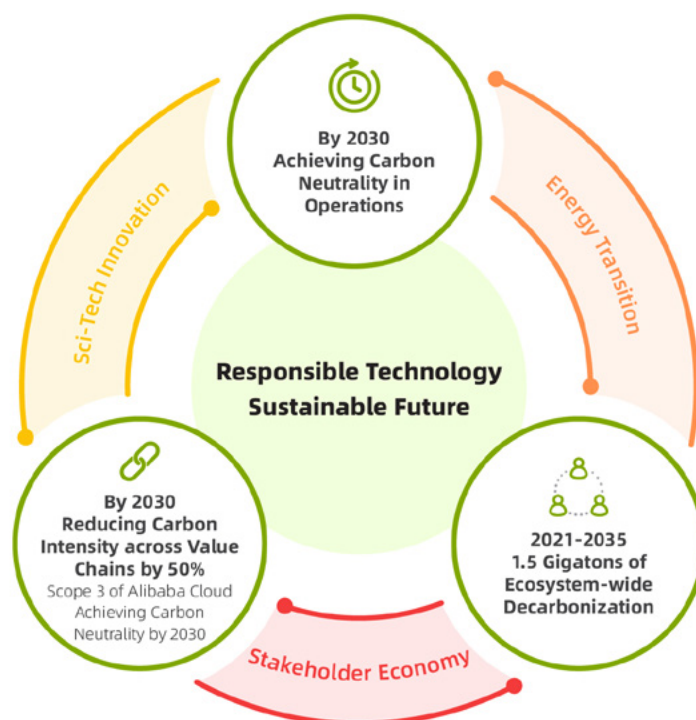 By 2030
Achieving Carbon
Neutrality in
Operations
Sci-Tech Innovation
Energy Transition
Responsible Technology
Sustainable Future
By 2030
Reducing Carbon
Intensity across Value
Chains by 50%
Scope 3 of Alibaba Cloud
Achieving Carbon
Neutrality by 2030
2021-2035
1.5 Gigatons of
Ecosystem-wide
Decarbonization
Stakeholder Economy